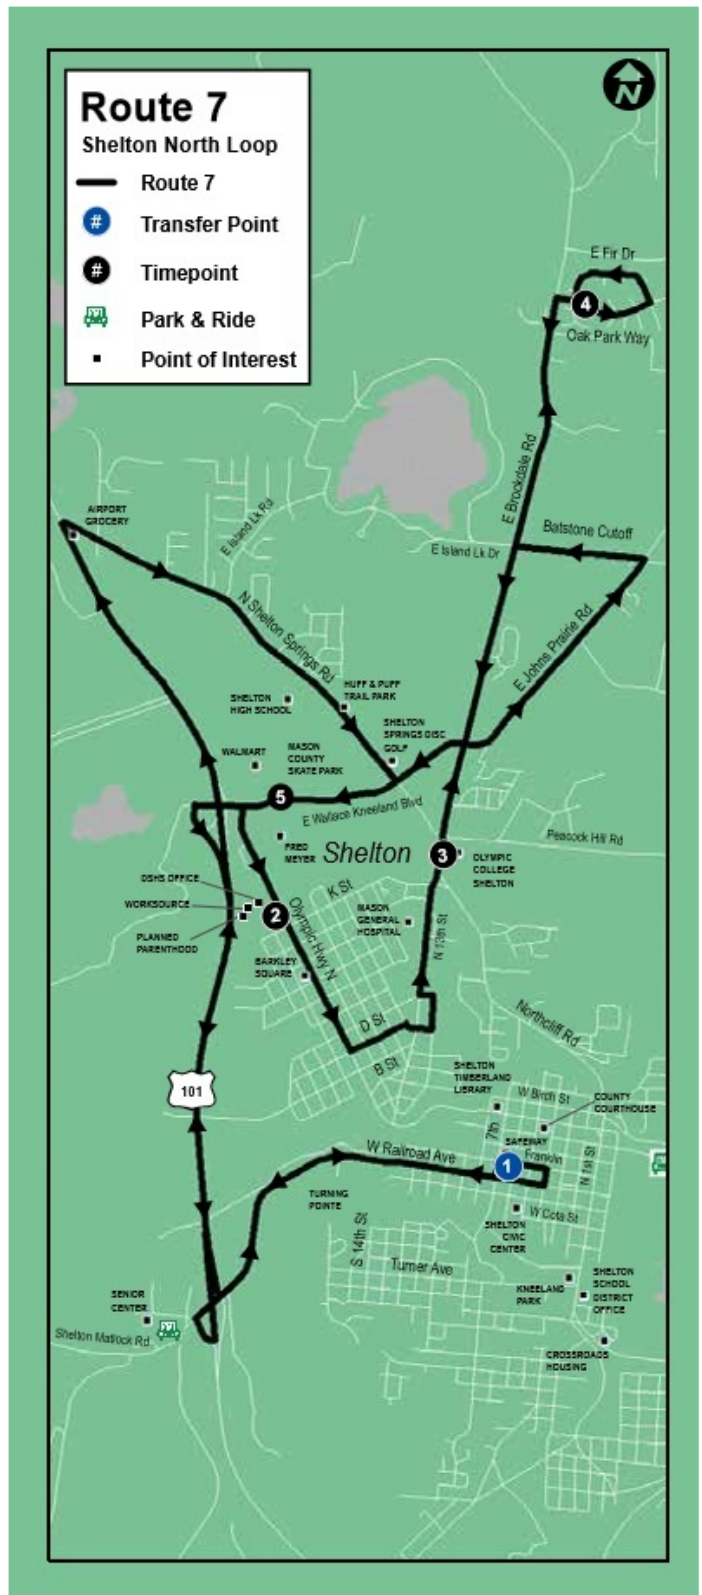 Route 7
Shelton North Loop
Route 7
# Transfer Point
# Timepoint
Park & Ride
Point of Interest
N
E Fir Dr
4
Oak Park Way
E Brockdale Rd
AIRPORT
GROCERY
E Island Lk Rd
Batstone Cutoff
E Island Lk Dr
N Shelton Springs Rd
E Johns Prairie Rd
HUFF & PUFF
TRAIL PARK
SHELTON
HIGH SCHOOL
SHELTON
SPRINGS DISC
GOLF
WALMART
MASON
COUNTY
SKATE PARK
5
E Wallace Kneeland Blvd
Peacock Hill Rd
FRED
MEYER
Shelton
3
OLYMPIC
COLLEGE
SHELTON
DSHS OFFICE
K St
WORKSOURCE
2
Olympic Hwy N
MASON
GENERAL
HOSPITAL
N 13th St
PLANNED
PARENTHOOD
BARKLEY
SQUARE
D St
Northcliff Rd
B St
101
SHELTON
TIMBERLAND
LIBRARY
W Birch St
COUNTY
COURTHOUSE
7th
SAFEWAY
W Railroad Ave
Franklin
1
N 1st St
TURNING
POINTE
W Cota St
SHELTON
CIVIC
CENTER
S 14th St
Turner Ave
KNEELAND
PARK
SHELTON
SCHOOL
DISTRICT
OFFICE
SENIOR
CENTER
Shelton Matlock Rd.
CROSSROADS
HOUSING